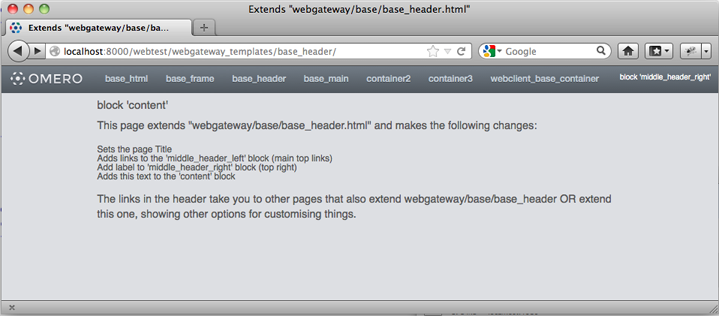 Extends "webgateway/base/base_header.html"
Extends "webgateway/base/ba...
localhost:8000/webtest/webgateway_templates/base_header/
Google
OMERO base_html base_frame base_header base_main container2 container3 webclient_base_container block 'middle_header_right'
block 'content'
This page extends "webgateway/base/base_header.html" and makes the following changes:
Sets the page Title
Adds links to the 'middle_header_left' block (main top links)
Add label to 'middle_header_right' block (top right)
Adds this text to the 'content' block
The links in the header take you to other pages that also extend webgateway/base/base_header OR extend
this one, showing other options for customising things.